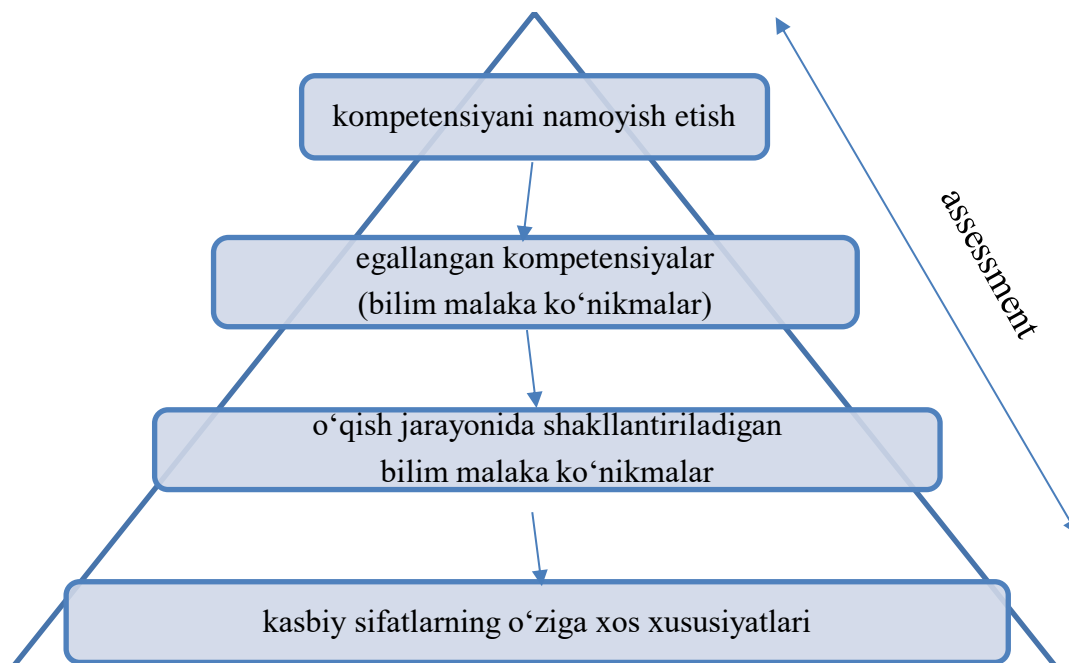 kompetensiyani namoyish etish
egallangan kompetensiyalar
(bilim malaka ko‘nikmalar)
assessment
o‘qish jarayonida shakllantiriladigan
bilim malaka ko‘nikmalar
kasbiy sifatlarning o‘ziga xos xususiyatlari